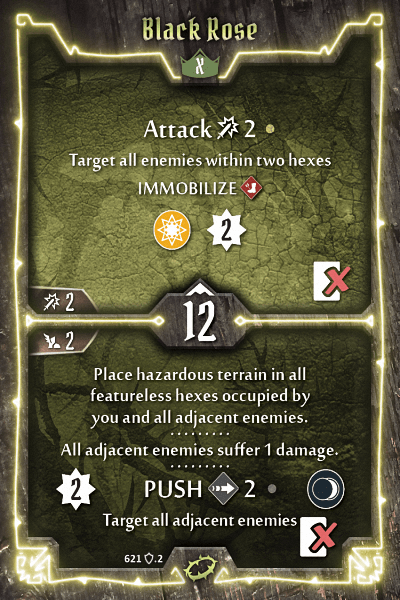 Black Rose
X
Attack 2
Target all enemies within two hexes
IMMOBILIZE
2
2
12
2
Place hazardous terrain in all
featureless hexes occupied by
you and all adjacent enemies.
All adjacent enemies suffer 1 damage.
2
PUSH 2
Target all adjacent enemies
621 .2